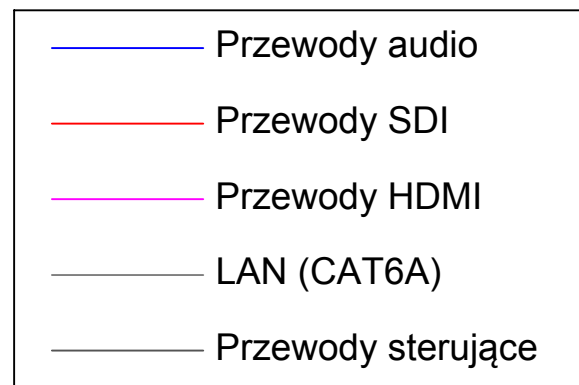 Przewody audio
Przewody SDI
Przewody HDMI
LAN (CAT6A)
Przewody sterujące